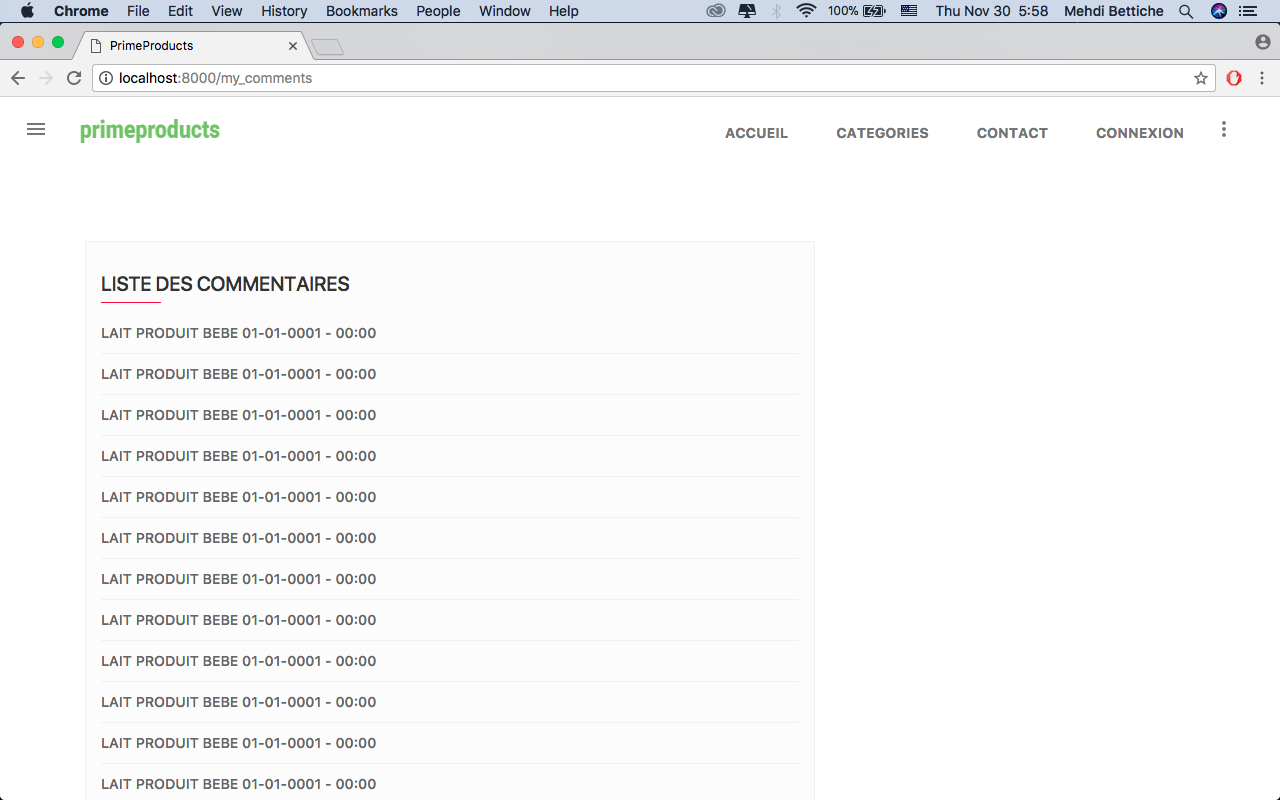 Chrome File Edit View History Bookmarks People Window Help 100% Thu Nov 30 5:58 Mehdi Bettiche
PrimeProducts
localhost:8000/my_comments
primeproducts ACCUEIL CATEGORIES CONTACT CONNEXION
LISTE DES COMMENTAIRES
LAIT PRODUIT BEBE 01-01-0001 - 00:00
LAIT PRODUIT BEBE 01-01-0001 - 00:00
LAIT PRODUIT BEBE 01-01-0001 - 00:00
LAIT PRODUIT BEBE 01-01-0001 - 00:00
LAIT PRODUIT BEBE 01-01-0001 - 00:00
LAIT PRODUIT BEBE 01-01-0001 - 00:00
LAIT PRODUIT BEBE 01-01-0001 - 00:00
LAIT PRODUIT BEBE 01-01-0001 - 00:00
LAIT PRODUIT BEBE 01-01-0001 - 00:00
LAIT PRODUIT BEBE 01-01-0001 - 00:00
LAIT PRODUIT BEBE 01-01-0001 - 00:00
LAIT PRODUIT BEBE 01-01-0001 - 00:00